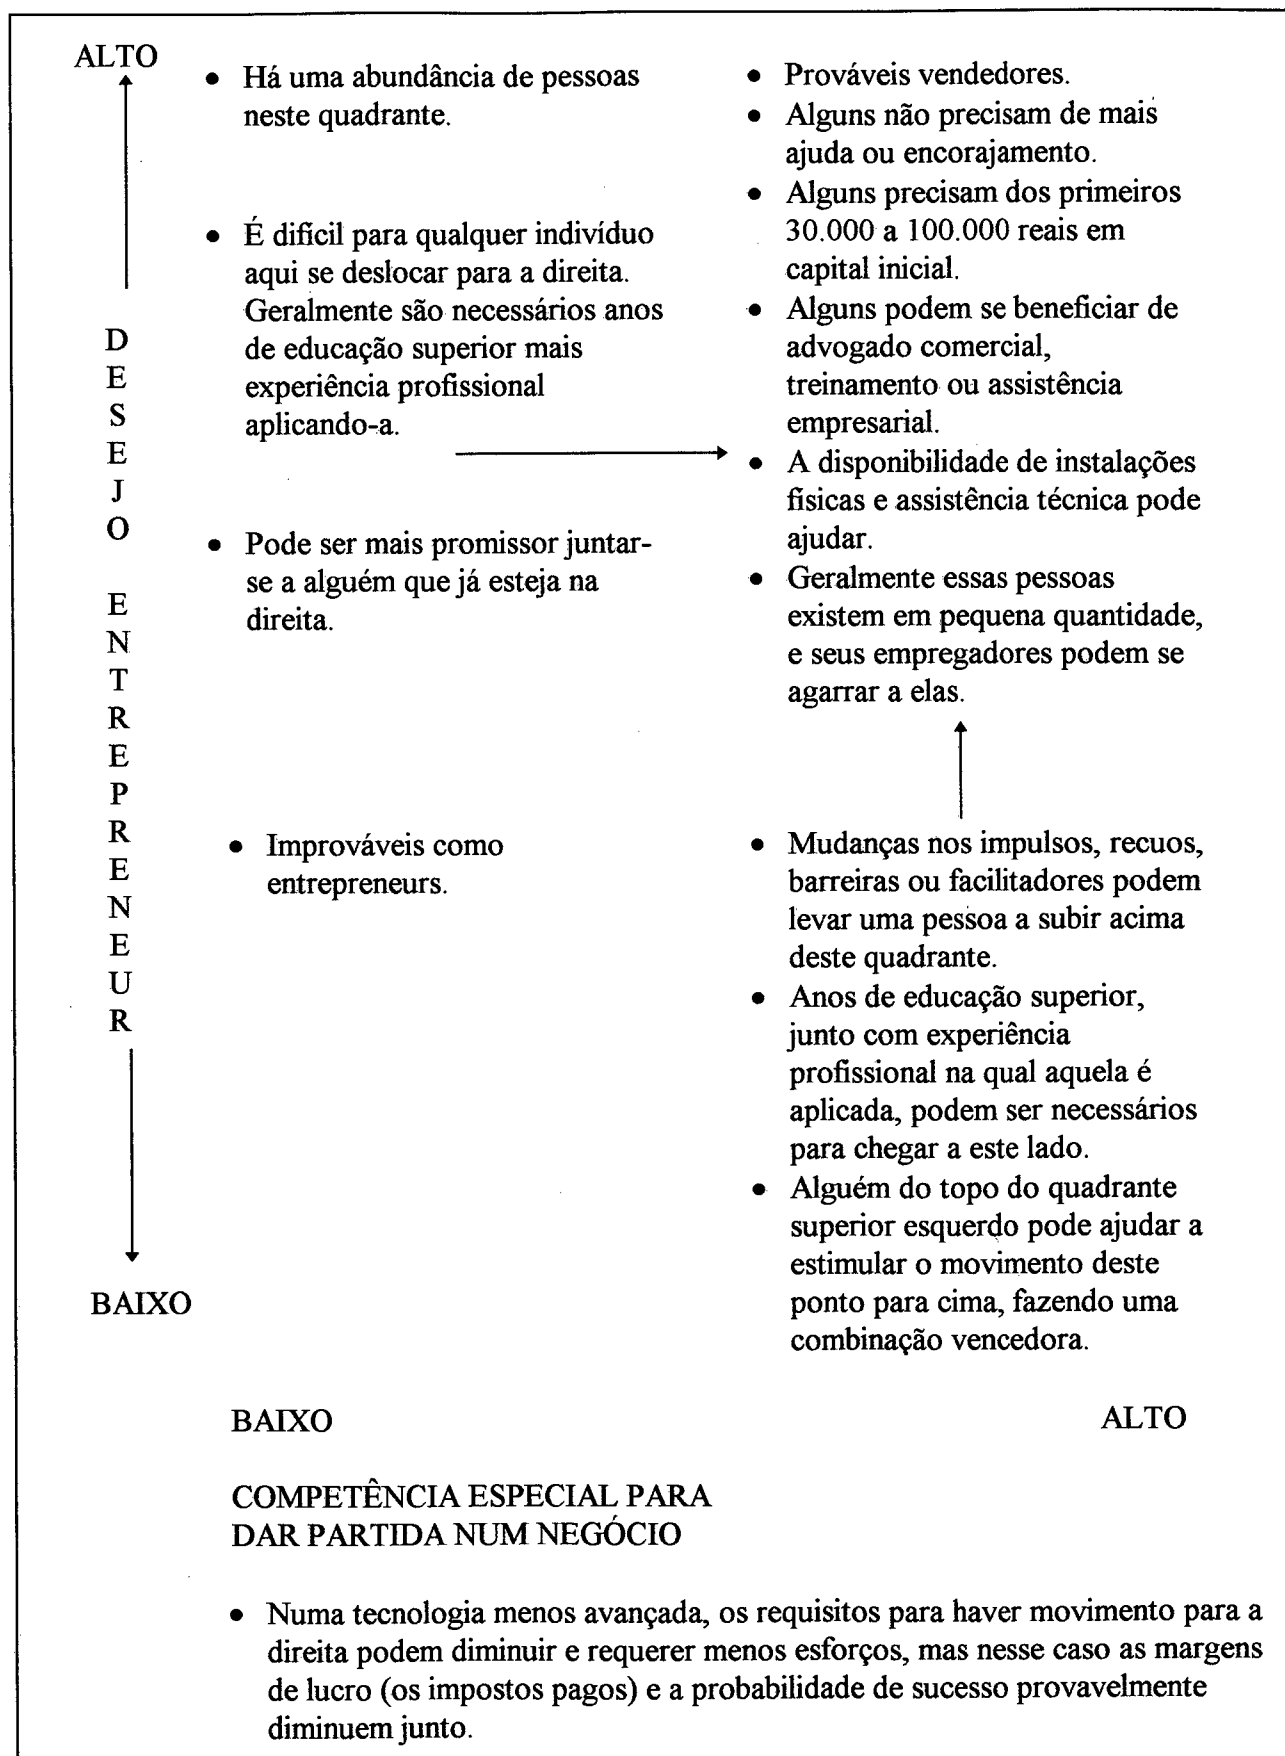 ALTO
• Há uma abundância de pessoas
neste quadrante.
• É difícil para qualquer indivíduo
aqui se deslocar para a direita.
Geralmente são necessários anos
de educação superior mais
experiência profissional
aplicando-a.
• Pode ser mais promissor juntar-
se a alguém que já esteja na
direita.
• Prováveis vendedores.
• Alguns não precisam de mais
ajuda ou encorajamento.
• Alguns precisam dos primeiros
30.000 a 100.000 reais em
capital inicial.
• Alguns podem se beneficiar de
advogado comercial,
treinamento ou assistência
empresarial.
• A disponibilidade de instalações
físicas e assistência técnica pode
ajudar.
• Geralmente essas pessoas
existem em pequena quantidade,
e seus empregadores podem se
agarrar a elas.
DESEJO ENTREPRENEUR
• Improváveis como
entrepreneurs.
• Mudanças nos impulsos, recuos,
barreiras ou facilitadores podem
levar uma pessoa a subir acima
deste quadrante.
• Anos de educação superior,
junto com experiência
profissional na qual aquela é
aplicada, podem ser necessários
para chegar a este lado.
• Alguém do topo do quadrante
superior esquerdo pode ajudar a
estimular o movimento deste
ponto para cima, fazendo uma
combinação vencedora.
BAIXO
BAIXO ALTO
COMPETÊNCIA ESPECIAL PARA
DAR PARTIDA NUM NEGÓCIO
• Numa tecnologia menos avançada, os requisitos para haver movimento para a
direita podem diminuir e requerer menos esforços, mas nesse caso as margens
de lucro (os impostos pagos) e a probabilidade de sucesso provavelmente
diminuem junto.